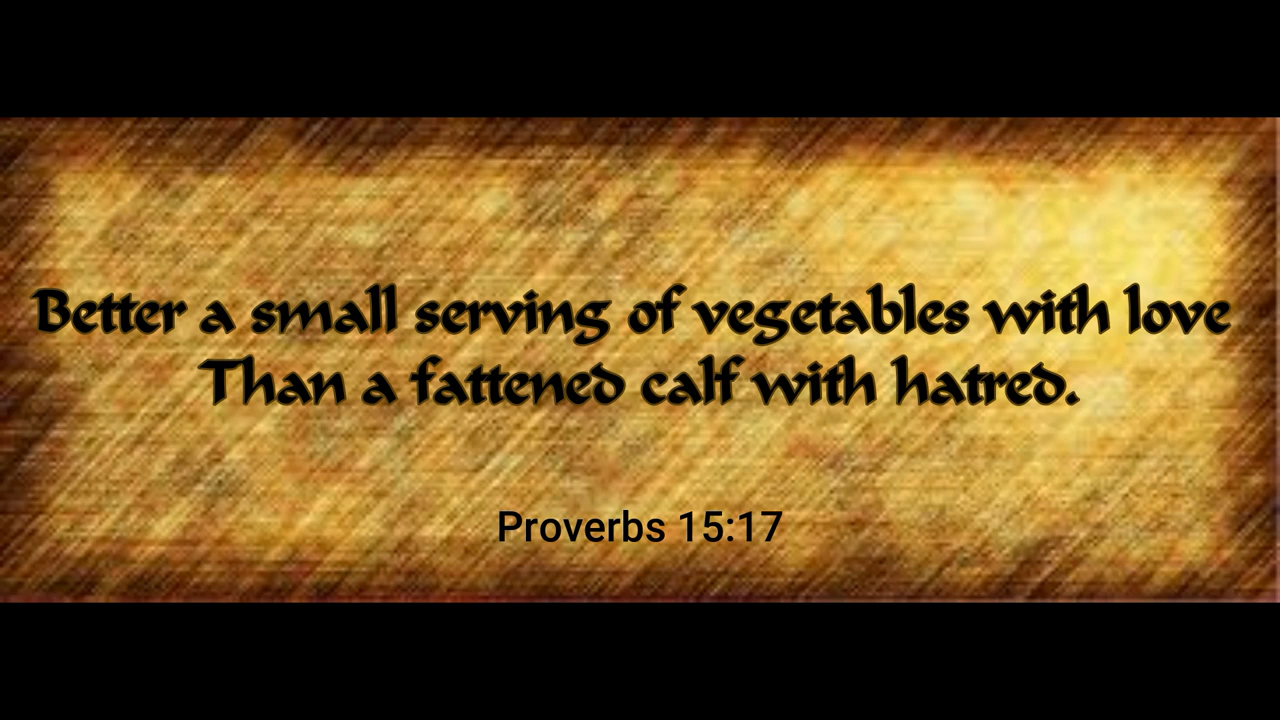 Better a small serving of vegetables with love
Than a fattened calf with hatred.
Proverbs 15:17